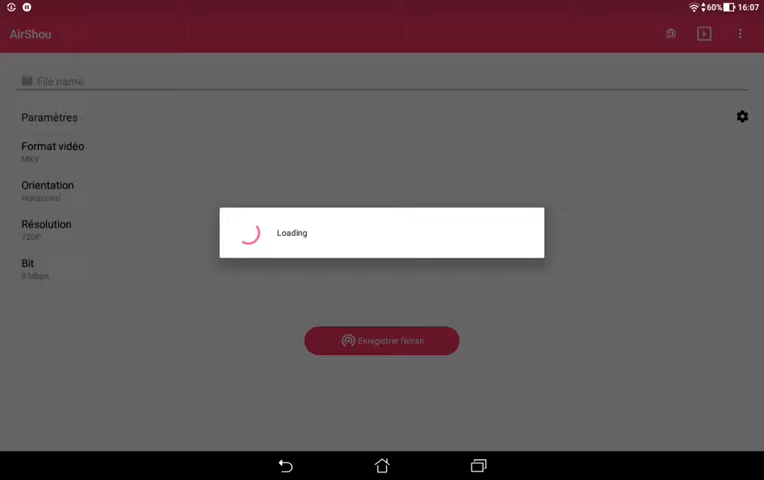 60% 16:07
AirShou
File name
Paramètres
Format vidéo
MKV
Orientation
Horizontal
Résolution
720P
Loading
Bit
8 Mbps
Enregistrer l'écran